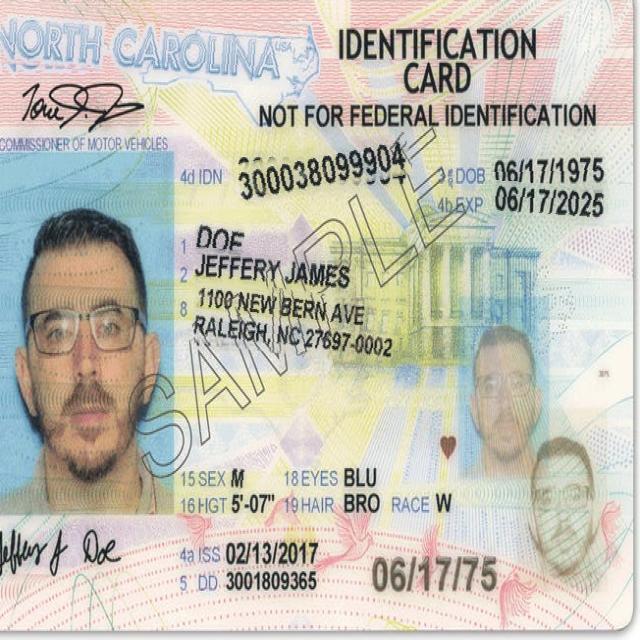 NORTH CAROLINA USA
IDENTIFICATION
CARD
NOT FOR FEDERAL IDENTIFICATION
COMMISSIONER OF MOTOR VEHICLES
4d IDN 300038099904
3 DOB 06/17/1975
4b EXP 06/17/2025
1 DOE
2 JEFFERY JAMES
8 1100 NEW BERN AVE
RALEIGH, NC 27697-0002
SAMPLE
15 SEX M 18 EYES BLU
16 HGT 5'-07" 19 HAIR BRO RACE W
Jeffery J Doe
4a ISS 02/13/2017
5 DD 3001809365
06/17/75